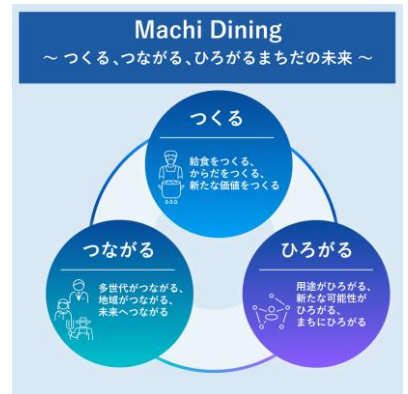 Machi Dining
～ つくる、つながる、ひろがるまちだの未来 ～
つくる
給食をつくる、
からだをつくる、
新たな価値をつくる
つながる
多世代がつながる、
地域がつながる、
未来へつながる
ひろがる
用途がひろがる、
新たな可能性が
ひろがる、
まちにひろがる